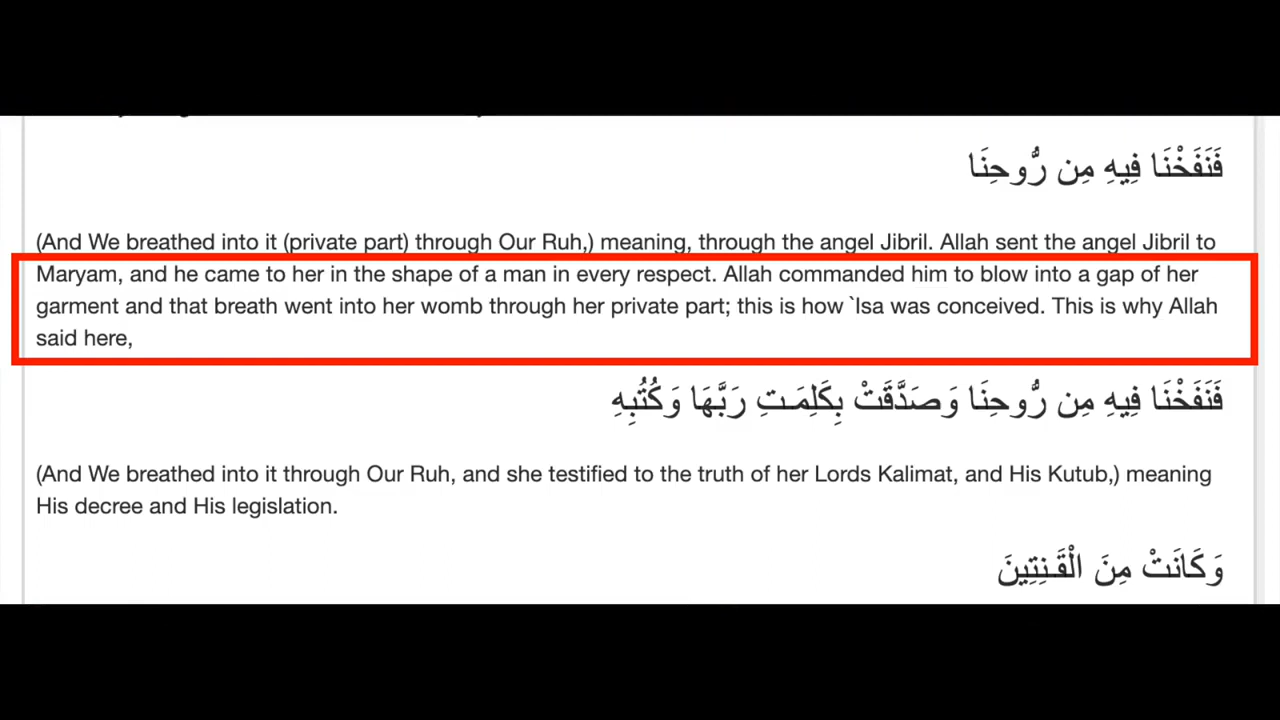 فَنَفَخْنَا فِيهِ مِن رُّوحِنَا
(And We breathed into it (private part) through Our Ruh,) meaning, through the angel Jibril. Allah sent the angel Jibril to
Maryam, and he came to her in the shape of a man in every respect. Allah commanded him to blow into a gap of her
garment and that breath went into her womb through her private part; this is how `Isa was conceived. This is why Allah
said here,
فَنَفَخْنَا فِيهِ مِن رُّوحِنَا وَصَدَّقَتْ بِكَلِمَـتِ رَبَّهَا وَكُتُبِهِ
(And We breathed into it through Our Ruh, and she testified to the truth of her Lords Kalimat, and His Kutub,) meaning
His decree and His legislation.
وَكَانَتْ مِنَ الْقَـنِتِينَ